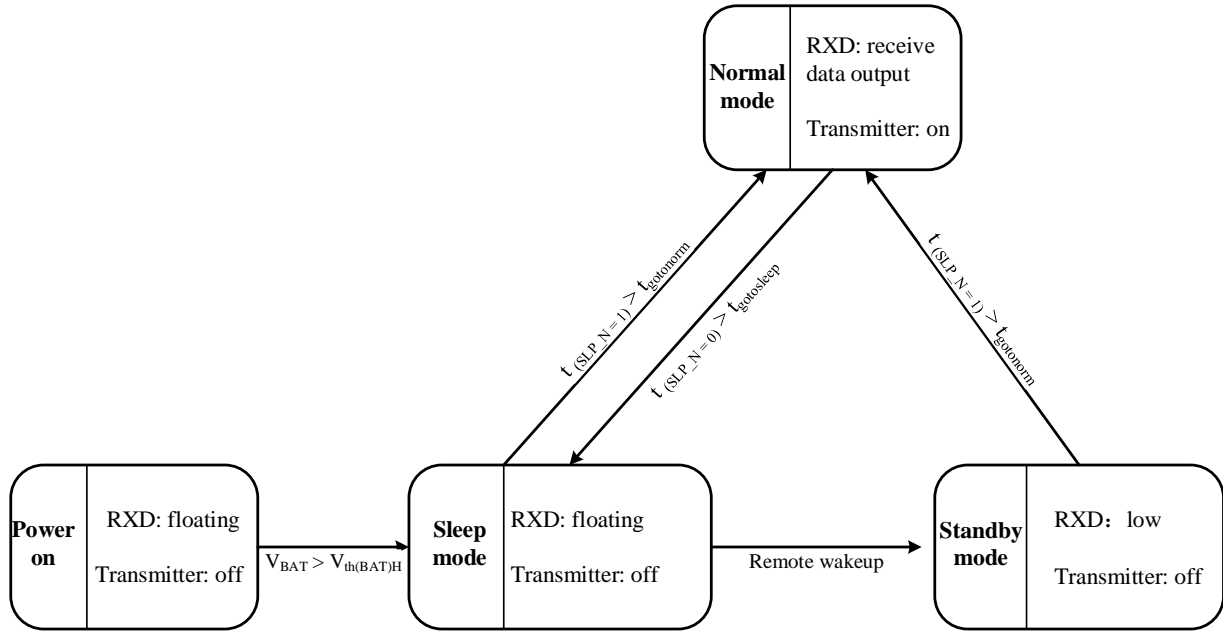 Normal
mode
RXD: receive
data output
Transmitter: on
t (SLP_N = 1) > tgotonorm
t (SLP_N = 0) > tgotosleep
t (SLP_N = 1) > tgotonorm
Power
on
RXD: floating
Transmitter: off
VBAT > Vth(BAT)H
Sleep
mode
RXD: floating
Transmitter: off
Remote wakeup
Standby
mode
RXD：low
Transmitter: off